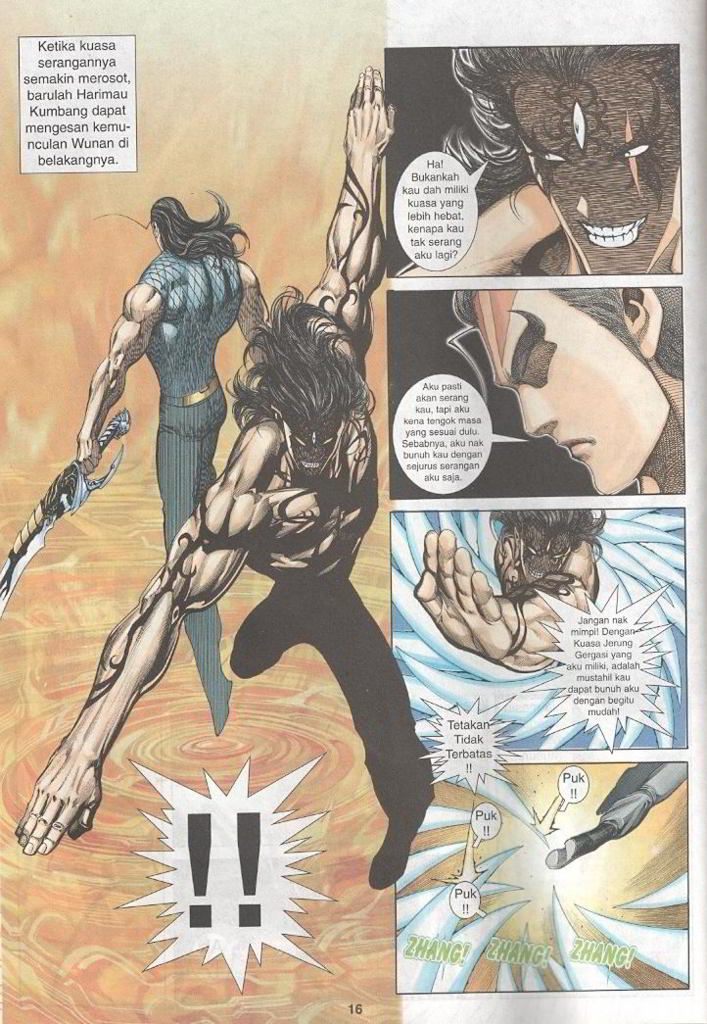 Ketika kuasa
serangannya
semakin merosot,
barulah Harimau
Kumbang dapat
mengesan kemu-
nculan Wunan di
belakangnya.
!!
Ha!
Bukankah
kau dah miliki
kuasa yang
lebih hebat,
kenapa kau
tak serang
aku lagi?
Aku pasti
akan serang
kau, tapi aku
kena tengok masa
yang sesuai dulu.
Sebabnya, aku nak
bunuh kau dengan
sejurus serangan
aku saja.
Jangan nak
mimpi! Dengan
Kuasa Jerung
Gergasi yang
aku miliki, adalah
mustahil kau
dapat bunuh aku
dengan begitu
mudah!
Tetakan
Tidak
Terbatas
!!
Puk
!!
Puk
!!
Puk
!!
ZHANG! ZHANG! ZHANG!
16